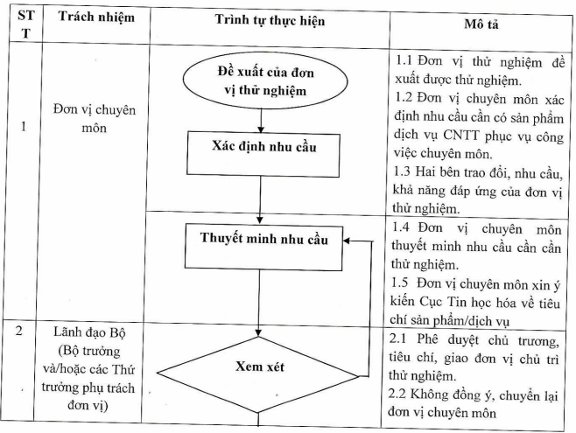 ST
T
Trách nhiệm
Trình tự thực hiện
Mô tả
1
Đơn vị chuyên
môn
Đề xuất của đơn
vị thử nghiệm
Xác định nhu cầu
1.1 Đơn vị thử nghiệm đề
xuất được thử nghiệm.
1.2 Đơn vị chuyên môn xác
định nhu cầu cần có sản phẩm
dịch vụ CNTT phục vụ công
việc chuyên môn.
1.3 Hai bên trao đổi, nhu cầu,
khả năng đáp ứng của đơn vị
thử nghiệm.
Thuyết minh nhu cầu
1.4 Đơn vị chuyên môn
thuyết minh nhu cầu cần cần
thử nghiệm.
1.5 Đơn vị chuyên môn xin ý
kiến Cục Tin học hóa về tiêu
chí sản phẩm/dịch vụ
2
Lãnh đạo Bộ
(Bộ trưởng
và/hoặc các Thứ
trưởng phụ trách
đơn vị)
Xem xét
2.1 Phê duyệt chủ trương,
tiêu chí, giao đơn vị chủ trì
thử nghiệm.
2.2 Không đồng ý, chuyển lại
đơn vị chuyên môn